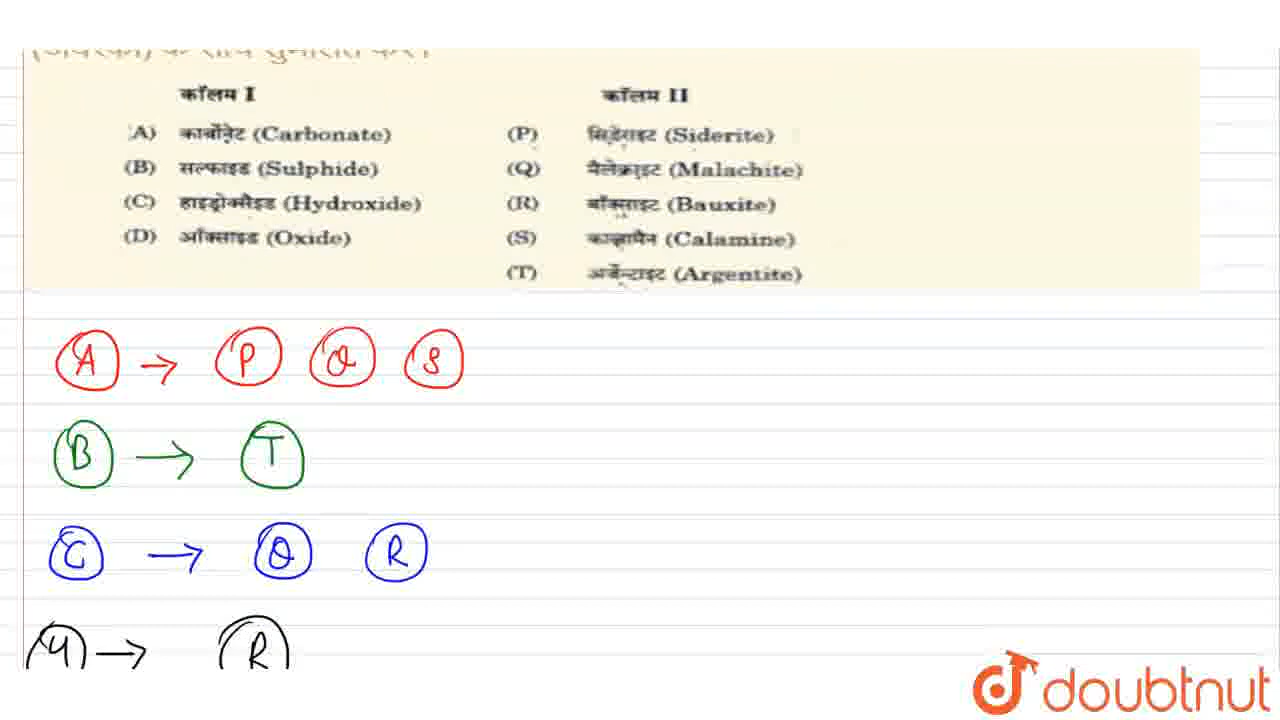 कॉलम I कॉलम II
A) कार्बोनेट (Carbonate) (P) सिडेराइट (Siderite)
(B) सल्फाइड (Sulphide) (Q) मैलेक्राइट (Malachite)
(C) हाइड्रोक्सैइड (Hydroxide) (R) बॉक्साइट (Bauxite)
(D) ऑक्साइड (Oxide) (S) कालामैन (Calamine)
(T) अर्जेन्टाइट (Argentite)
A → P Q S
B → T
C → Q R
4 → R
doubtnut